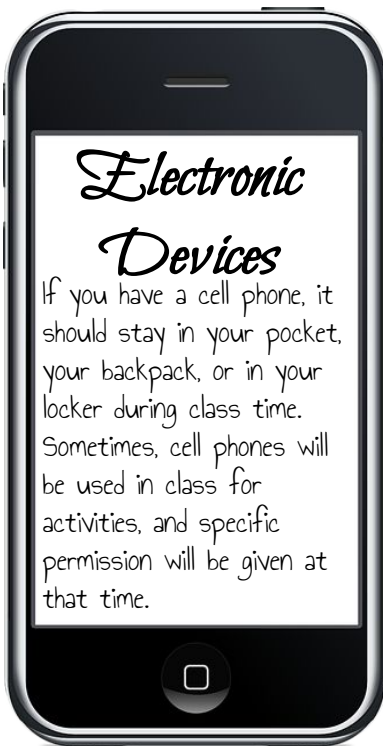 Electronic
Devices
If you have a cell phone, it
should stay in your pocket,
your backpack, or in your
locker during class time.
Sometimes, cell phones will
be used in class for
activities, and specific
permission will be given at
that time.